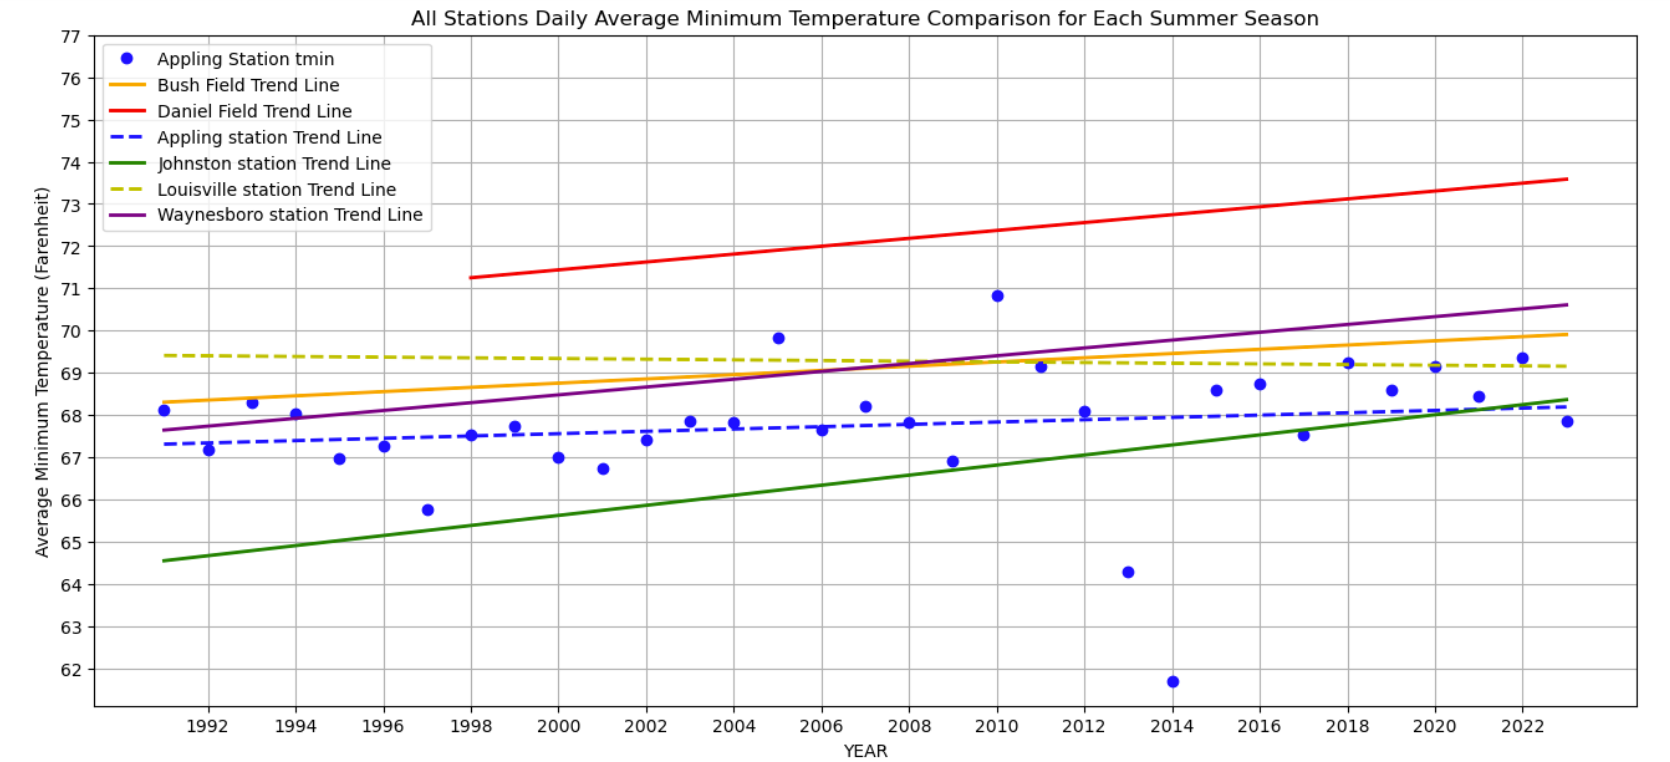 All Stations Daily Average Minimum Temperature Comparison for Each Summer Season
77
76
75
74
73
72
71
70
69
68
67
66
65
64
63
62
Average Minimum Temperature (Farenheit)
Appling Station tmin
Bush Field Trend Line
Daniel Field Trend Line
Appling station Trend Line
Johnston station Trend Line
Louisville station Trend Line
Waynesboro station Trend Line
1992 1994 1996 1998 2000 2002 2004 2006 2008 2010 2012 2014 2016 2018 2020 2022
YEAR